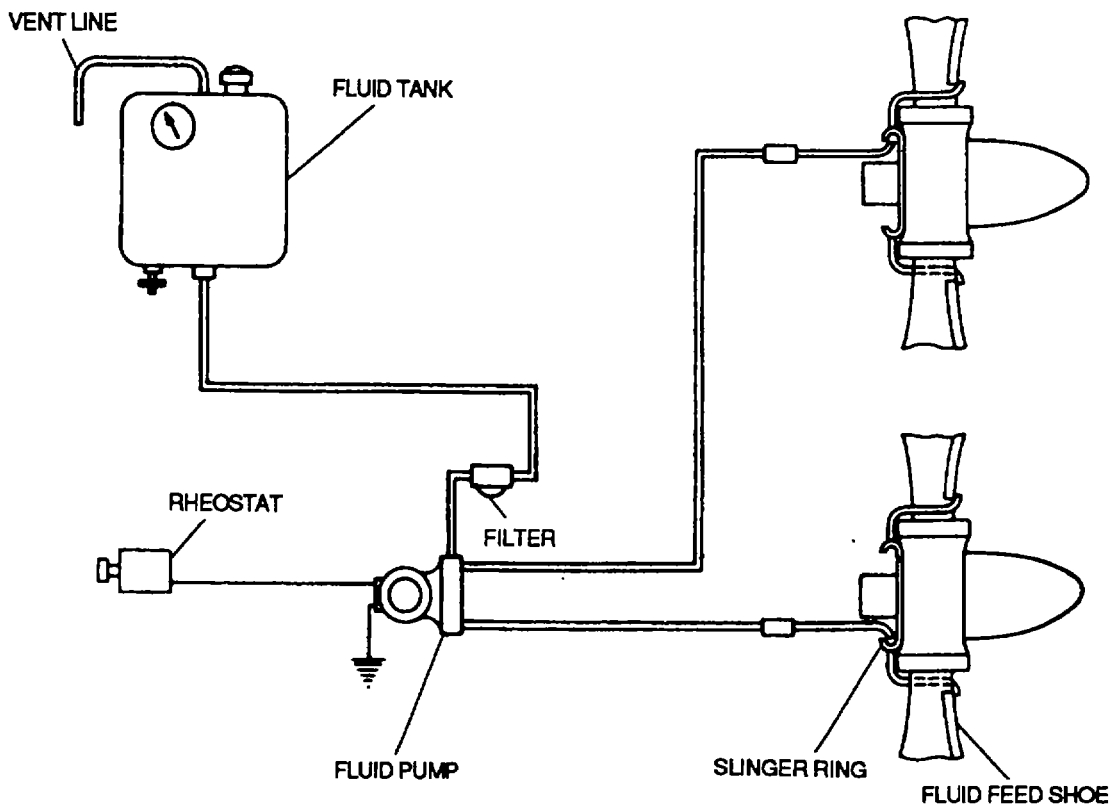 VENT LINE
FLUID TANK
RHEOSTAT
FILTER
FLUID PUMP
SLINGER RING
FLUID FEED SHOE